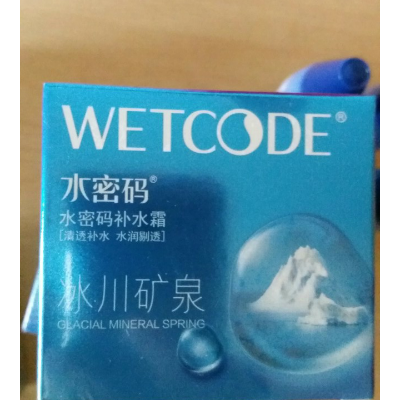 WETCODE®
水密码®
水密码补水霜
[清透补水 水润剔透]
冰川矿泉
GLACIAL MINERAL SPRING